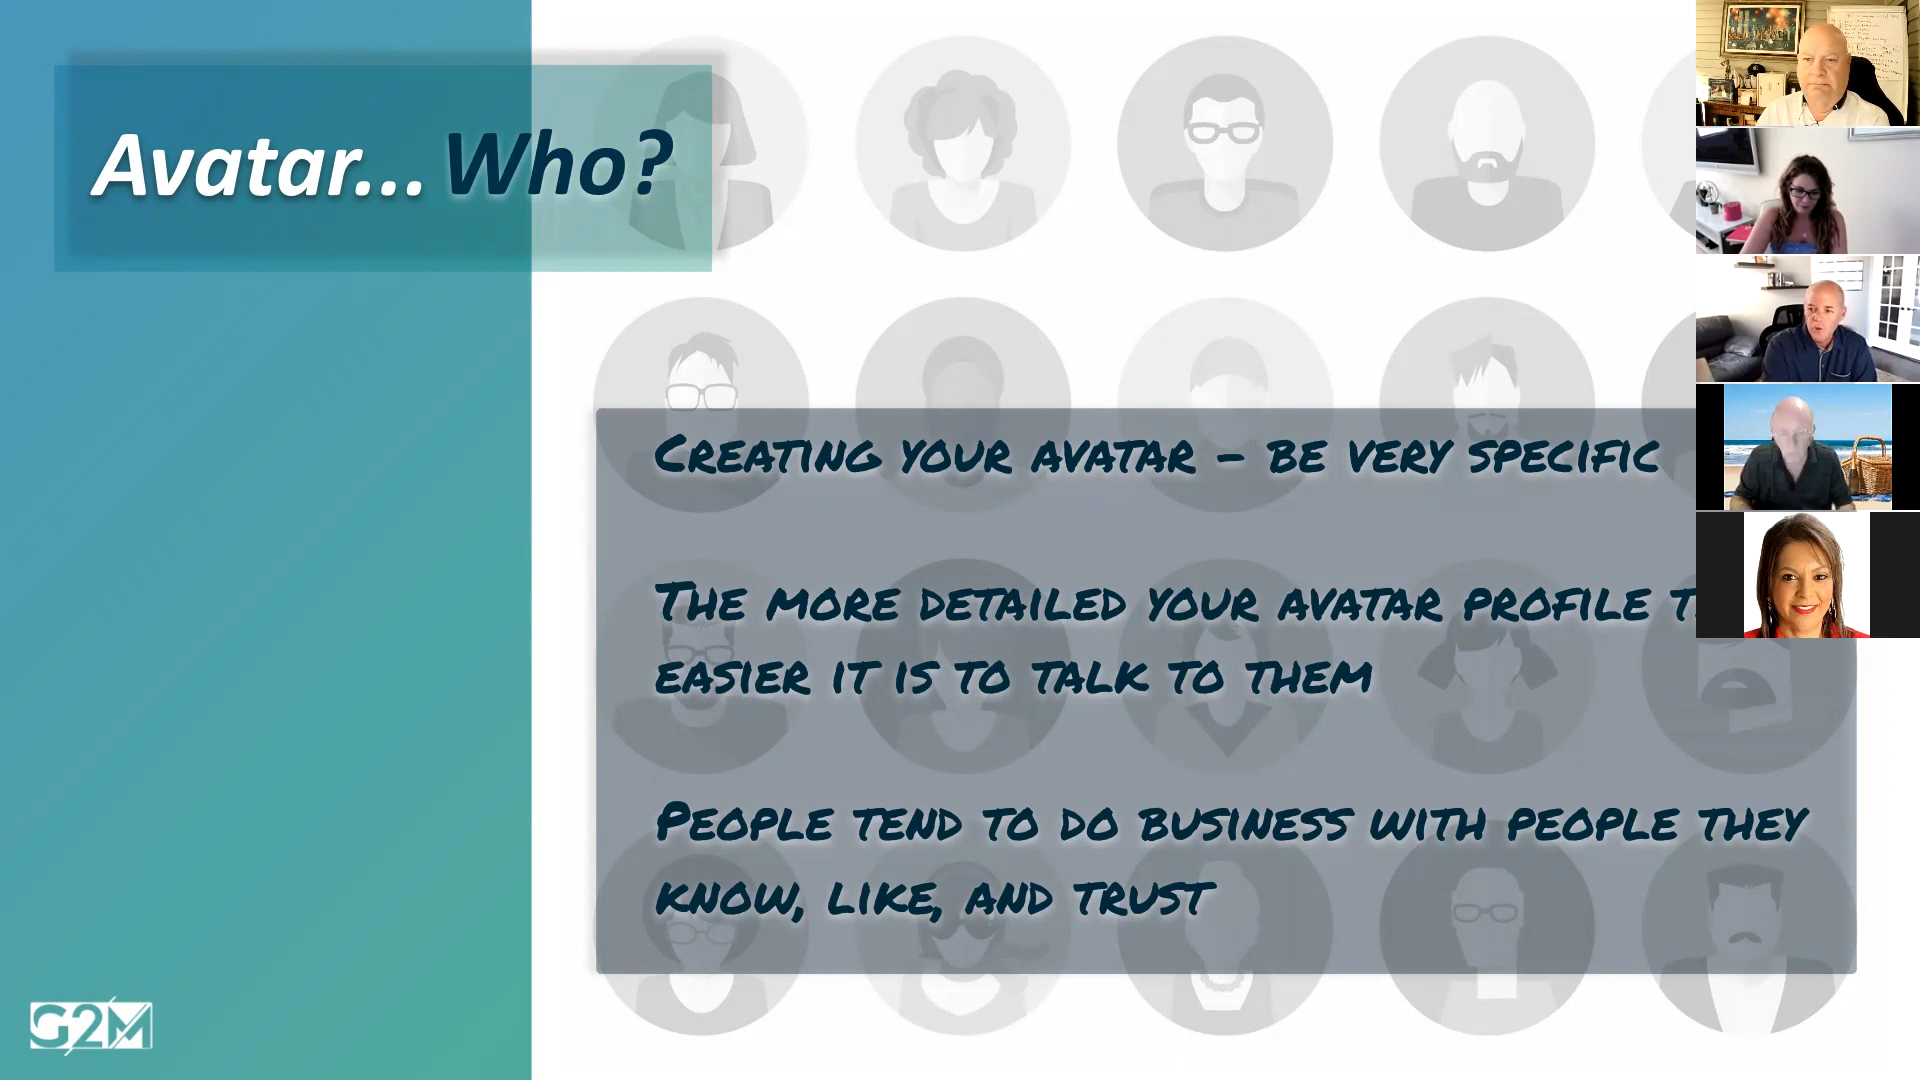 Avatar... Who?
Creating your avatar – be very specific
The more detailed your avatar profile
easier it is to talk to them
People tend to do business with people they
know, like, and trust
G2M